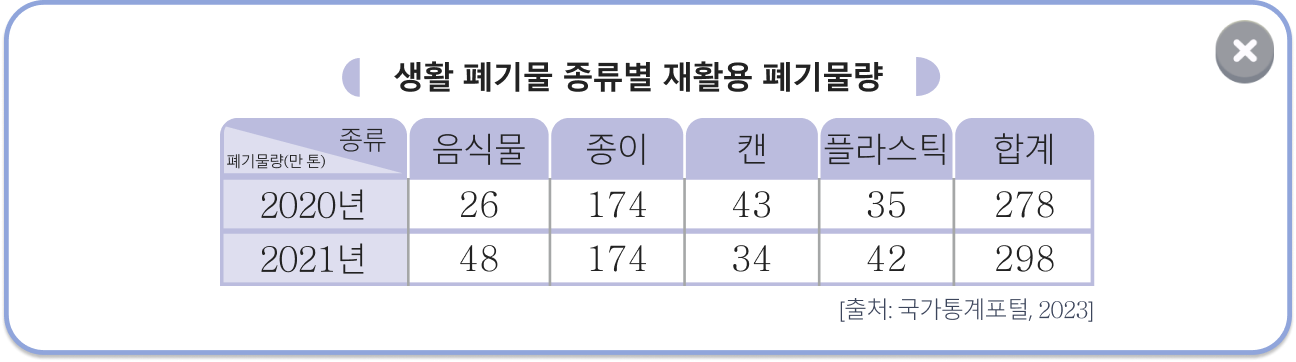 생활 폐기물 종류별 재활용 폐기물량
종류 음식물 종이 캔 플라스틱 합계
폐기물량(만 톤)
2020년 26 174 43 35 278
2021년 48 174 34 42 298
[출처: 국가통계포털, 2023]